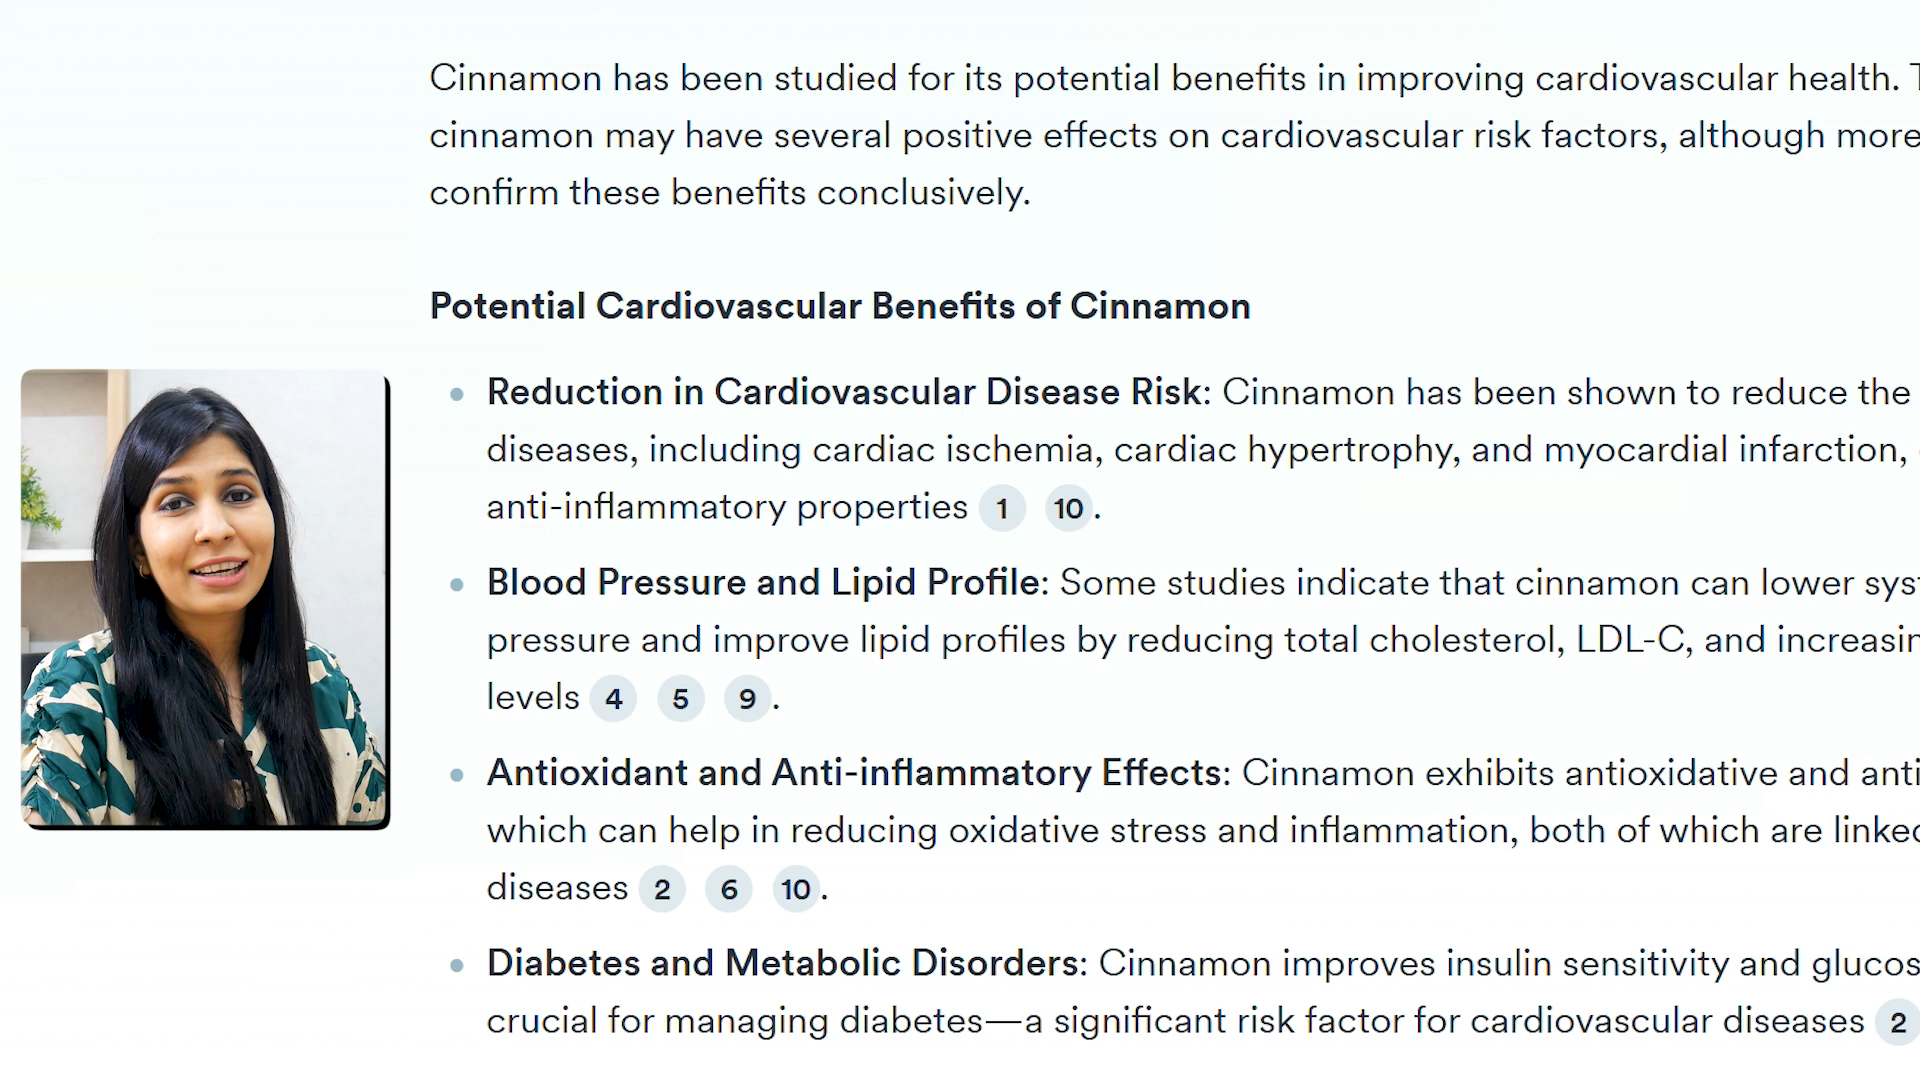 Cinnamon has been studied for its potential benefits in improving cardiovascular health.
cinnamon may have several positive effects on cardiovascular risk factors, although more
confirm these benefits conclusively.
Potential Cardiovascular Benefits of Cinnamon
• Reduction in Cardiovascular Disease Risk: Cinnamon has been shown to reduce the
diseases, including cardiac ischemia, cardiac hypertrophy, and myocardial infarction,
anti-inflammatory properties 1 10.
• Blood Pressure and Lipid Profile: Some studies indicate that cinnamon can lower
pressure and improve lipid profiles by reducing total cholesterol, LDL-C, and
levels 4 5 9.
• Antioxidant and Anti-inflammatory Effects: Cinnamon exhibits antioxidative and
which can help in reducing oxidative stress and inflammation, both of which are
diseases 2 6 10.
• Diabetes and Metabolic Disorders: Cinnamon improves insulin sensitivity and
crucial for managing diabetes—a significant risk factor for cardiovascular diseases 2